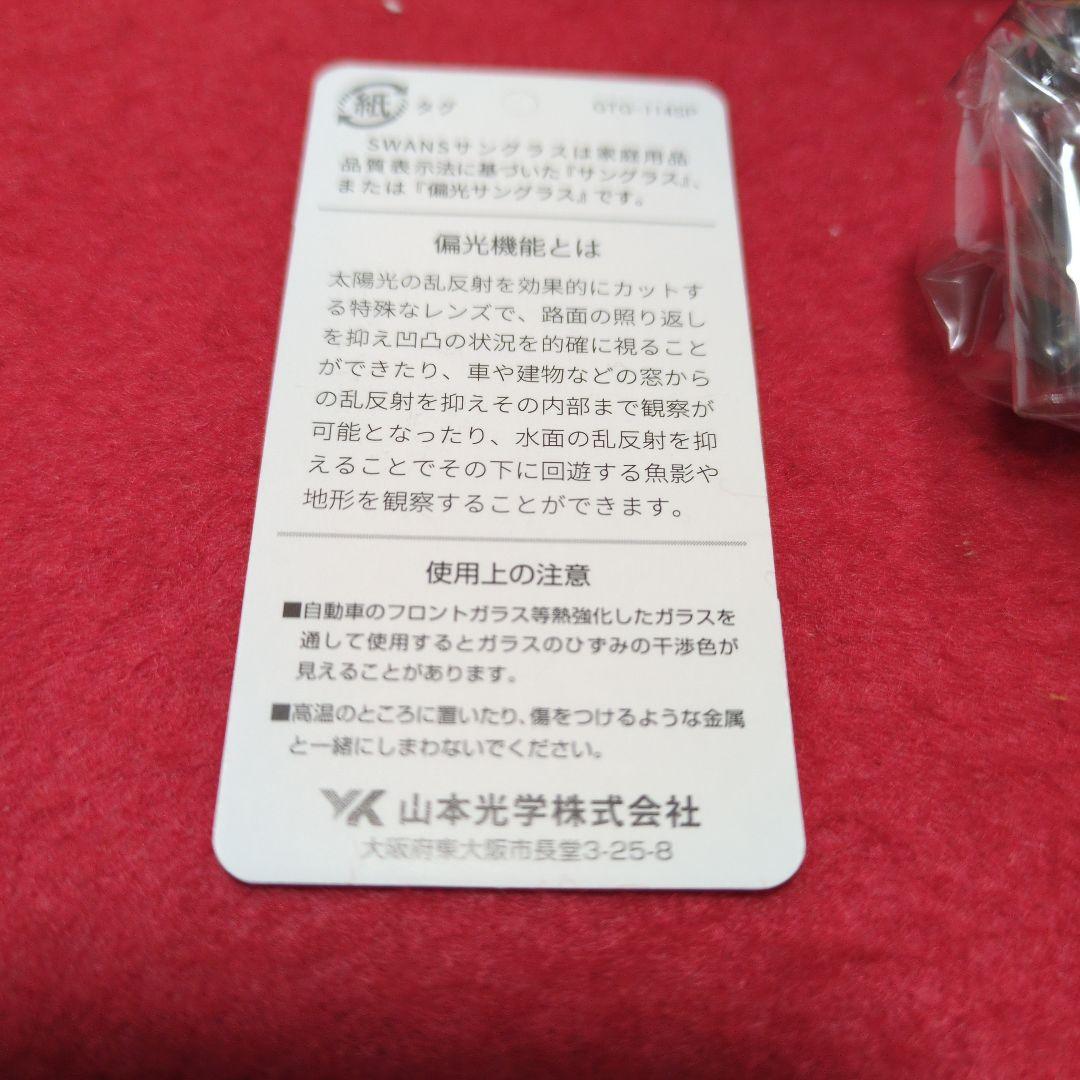 紙 タグ GTG-114SP
SWANSサングラスは家庭用品
品質表示法に基づいた『サングラス』、
または『偏光サングラス』です。
偏光機能とは
太陽光の乱反射を効果的にカットす
る特殊なレンズで、路面の照り返し
を抑え凹凸の状況を的確に視ること
ができたり、車や建物などの窓から
の乱反射を抑えその内部まで観察が
可能となったり、水面の乱反射を抑
えることでその下に回遊する魚影や
地形を観察することができます。
使用上の注意
■自動車のフロントガラス等熱強化したガラスを
通して使用するとガラスのひずみの干渉色が
見えることがあります。
■高温のところに置いたり、傷をつけるような金属
と一緒にしまわないでください。
YK 山本光学株式会社
大阪府東大阪市長堂3-25-8